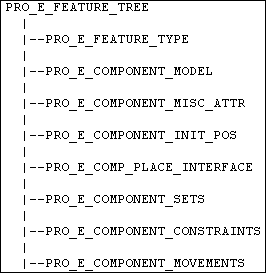 PRO_E_FEATURE_TREE
|
|--PRO_E_FEATURE_TYPE
|
|--PRO_E_COMPONENT_MODEL
|
|--PRO_E_COMPONENT_MISC_ATTR
|
|--PRO_E_COMPONENT_INIT_POS
|
|--PRO_E_COMP_PLACE_INTERFACE
|
|--PRO_E_COMPONENT_SETS
|
|--PRO_E_COMPONENT_CONSTRAINTS
|
|--PRO_E_COMPONENT_MOVEMENTS